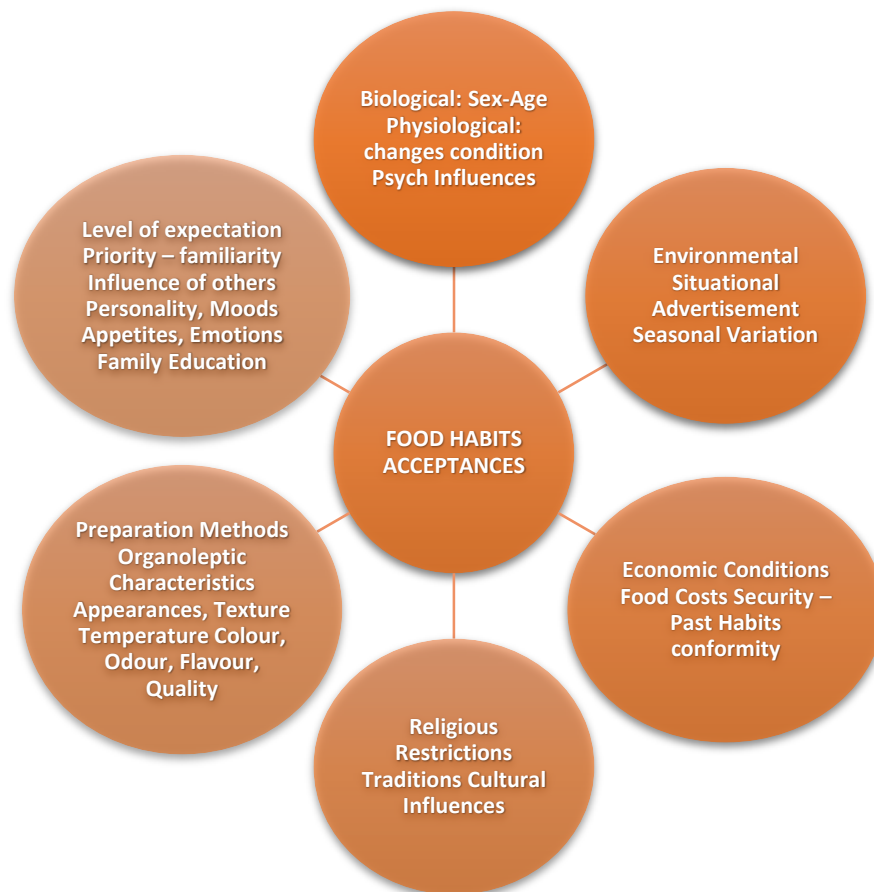 Biological: Sex-Age
Physiological:
changes condition
Psych Influences
Level of expectation
Priority – familiarity
Influence of others
Personality, Moods
Appetites, Emotions
Family Education
Environmental
Situational
Advertisement
Seasonal Variation
FOOD HABITS
ACCEPTANCES
Preparation Methods
Organoleptic
Characteristics
Appearances, Texture
Temperature Colour,
Odour, Flavour,
Quality
Economic Conditions
Food Costs Security –
Past Habits
conformity
Religious
Restrictions
Traditions Cultural
Influences